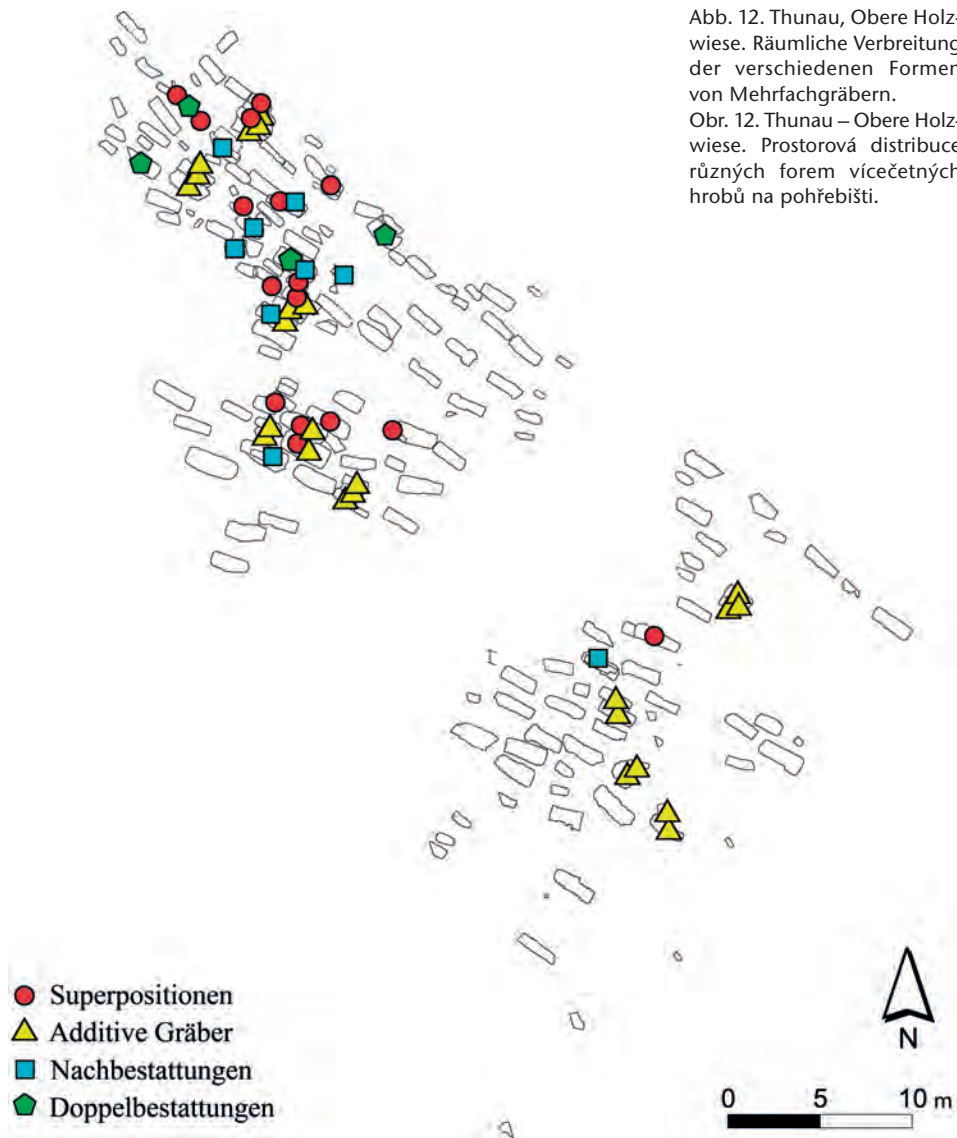 Abb. 12. Thunau, Obere Holz-
wiese. Räumliche Verbreitung
der verschiedenen Formen
von Mehrfachgräbern.
Obr. 12. Thunau – Obere Holz-
wiese. Prostorová distribuce
různých forem vícečetných
hrobů na pohřebišti.
Superpositionen
Additive Gräber
Nachbestattungen
Doppelbestattungen
N
0 5 10 m